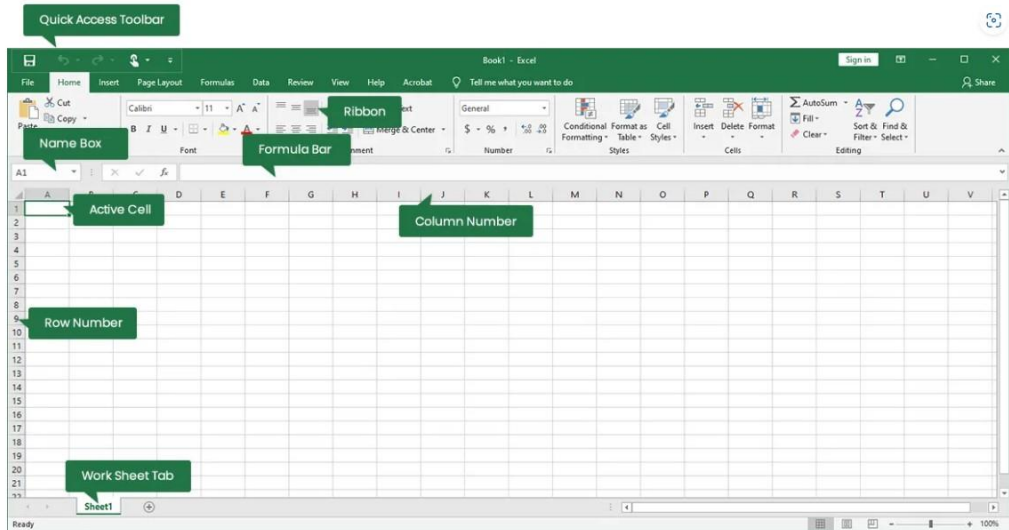 Quick Access Toolbar
Book1 - Excel
Sign in
File Home Insert Page Layout Formulas Data Review View Help Acrobat Tell me what you want to do Share
Cut
Copy
Paste
Calibri 11 A A
B I U A
Ribbon
Merge & Center
General
$ % ,
Conditional Formatting
Format as Table
Cell Styles
Insert Delete Format
AutoSum
Fill
Clear
Sort & Filter
Find & Select
Name Box
Formula Bar
Font Number Styles Cells Editing
A1 fx
A C D E F G H I J K L M N O P Q R S T U V
Active Cell
Column Number
1
2
3
4
5
6
7
8
9
Row Number
10
11
12
13
14
15
16
17
18
19
20
Work Sheet Tab
21
22
Sheet1
Ready 100%